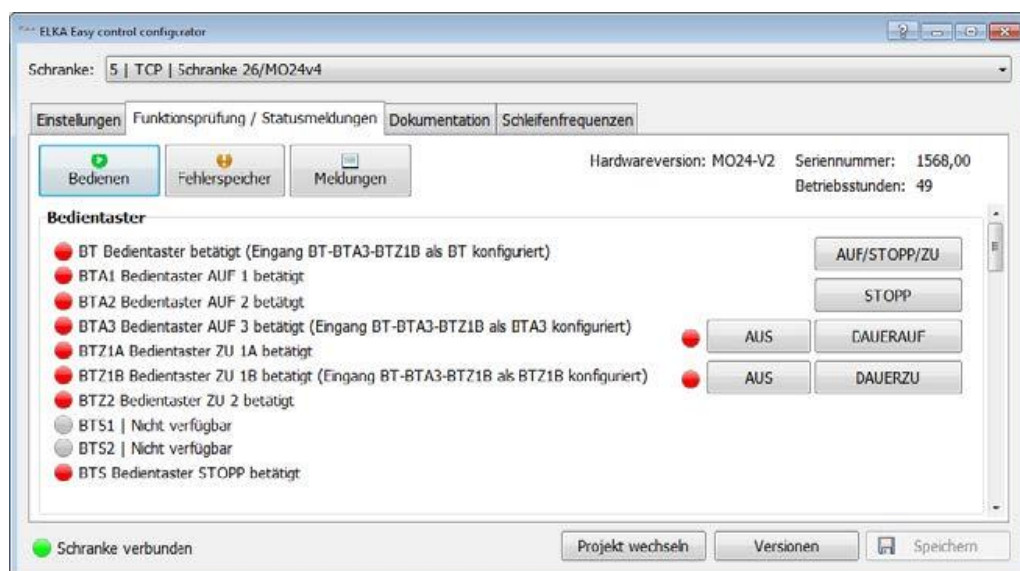 ELKA Easy control configurator
Schranke: 5 | TCP | Schranke 26/MO24v4
Einstellungen Funktionsprüfung / Statusmeldungen Dokumentation Schleifenfrequenzen
Bedienen Fehlerspeicher Meldungen Hardwareversion: MO24-V2 Seriennummer: 1568,00
Betriebsstunden: 49
Bedientaster
BT Bedientaster betätigt (Eingang BT-BTA3-BTZ1B als BT konfiguriert) AUF/STOPP/ZU
BTA1 Bedientaster AUF 1 betätigt
BTA2 Bedientaster AUF 2 betätigt STOPP
BTA3 Bedientaster AUF 3 betätigt (Eingang BT-BTA3-BTZ1B als BTA3 konfiguriert) AUS DAUERAUF
BTZ1A Bedientaster ZU 1A betätigt
BTZ1B Bedientaster ZU 1B betätigt (Eingang BT-BTA3-BTZ1B als BTZ1B konfiguriert) AUS DAUERZU
BTZ2 Bedientaster ZU 2 betätigt
BTS1 | Nicht verfügbar
BTS2 | Nicht verfügbar
BTS Bedientaster STOPP betätigt
Schranke verbunden Projekt wechseln Versionen Speichern